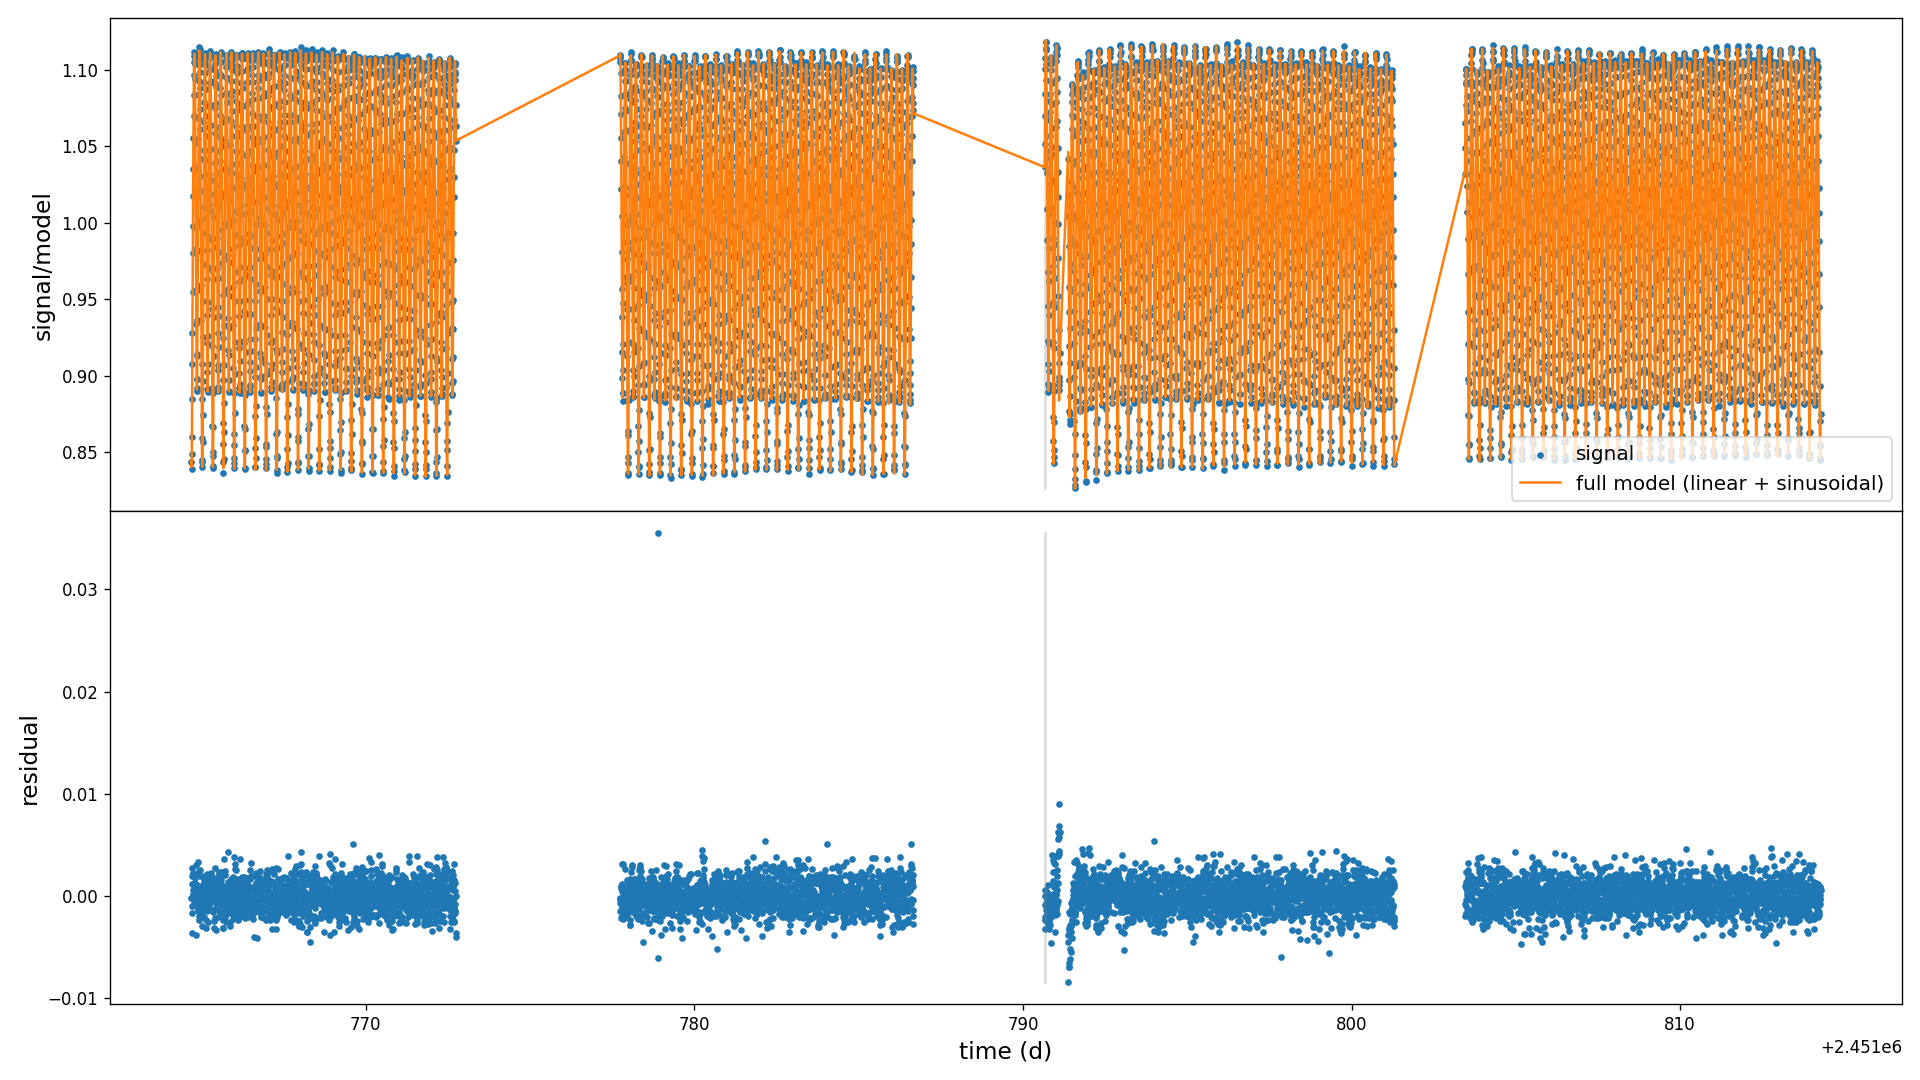 1.10
1.05
1.00
0.95
0.90
0.85
signal/model
signal
full model (linear + sinusoidal)
0.03
0.02
0.01
0.00
−0.01
residual
770
780
790
800
810
time (d)
+2.451e6